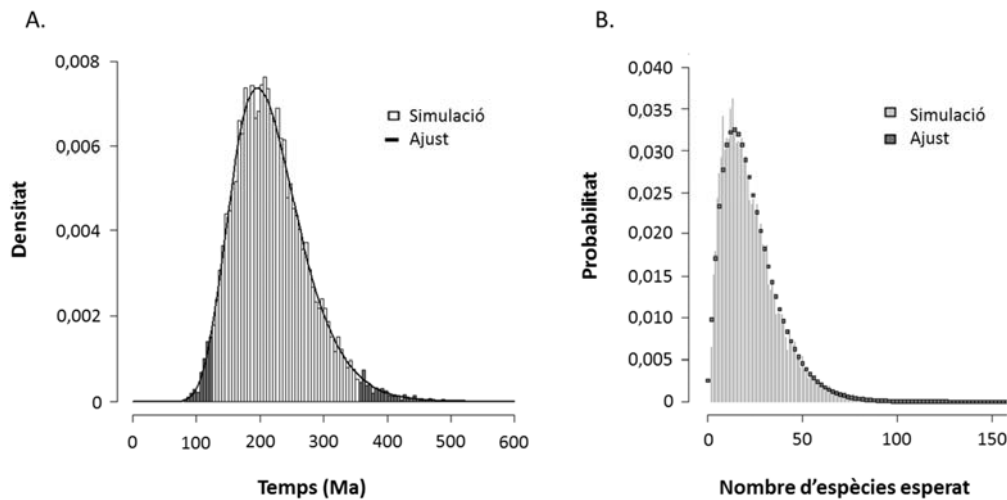 A.
0,008
0,006
0,004
0,002
0
Densitat
Simulació
Ajust
0 100 200 300 400 500 600
Temps (Ma)
B.
0,040
0,035
0,030
0,025
0,020
0,015
0,010
0,005
0
Probabilitat
Simulació
Ajust
0 50 100 150
Nombre d'espècies esperat